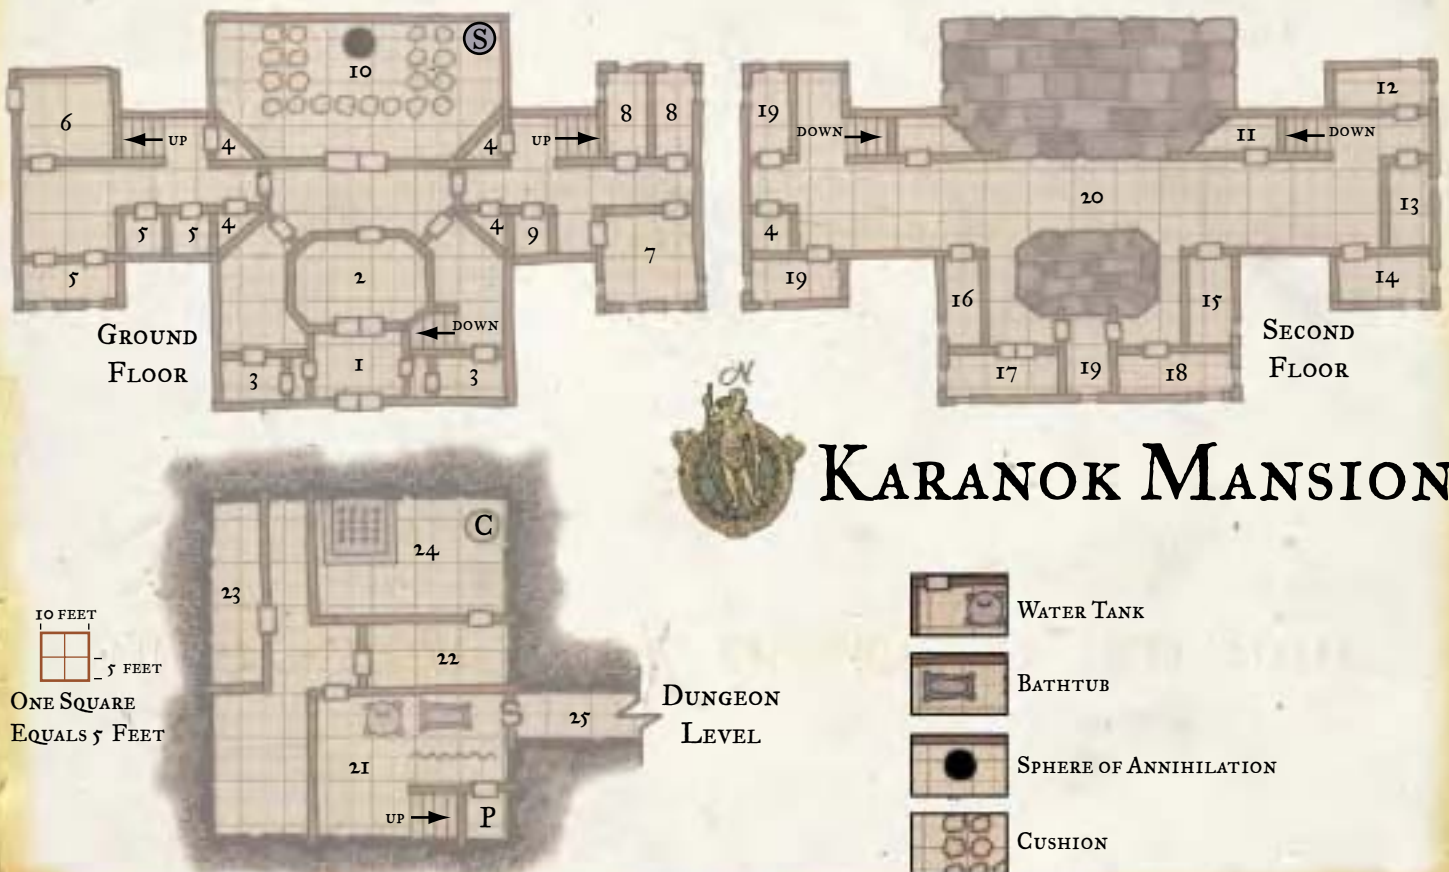 S
10
6
UP
4
4
UP
8
8
5
5
4
4
9
7
5
2
DOWN
1
3
3
GROUND
FLOOR
12
19
DOWN
11
DOWN
20
13
4
19
16
15
14
17
19
18
SECOND
FLOOR
N
KARANOK MANSION
C
24
23
22
25
21
UP
P
S
DUNGEON
LEVEL
10 FEET
5 FEET
ONE SQUARE
EQUALS 5 FEET
WATER TANK
BATHTUB
SPHERE OF ANNIHILATION
CUSHION